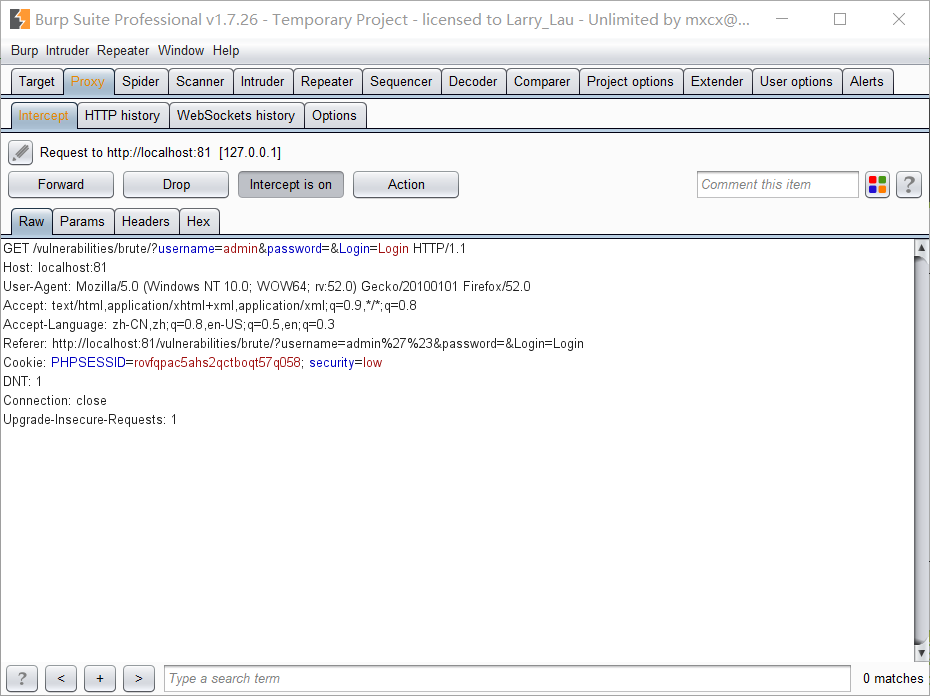 Burp Suite Professional v1.7.26 - Temporary Project - licensed to Larry_Lau - Unlimited by mxcx@...
Burp Intruder Repeater Window Help
Target Proxy Spider Scanner Intruder Repeater Sequencer Decoder Comparer Project options Extender User options Alerts
Intercept HTTP history WebSockets history Options
Request to http://localhost:81 [127.0.0.1]
Forward Drop Intercept is on Action Comment this item ?
Raw Params Headers Hex
GET /vulnerabilities/brute/?username=admin&password=&Login=Login HTTP/1.1
Host: localhost:81
User-Agent: Mozilla/5.0 (Windows NT 10.0; WOW64; rv:52.0) Gecko/20100101 Firefox/52.0
Accept: text/html,application/xhtml+xml,application/xml;q=0.9,*/*;q=0.8
Accept-Language: zh-CN,zh;q=0.8,en-US;q=0.5,en;q=0.3
Referer: http://localhost:81/vulnerabilities/brute/?username=admin%27%23&password=&Login=Login
Cookie: PHPSESSID=rovfqpac5ahs2qctboqt57q058; security=low
DNT: 1
Connection: close
Upgrade-Insecure-Requests: 1
? < + > Type a search term 0 matches